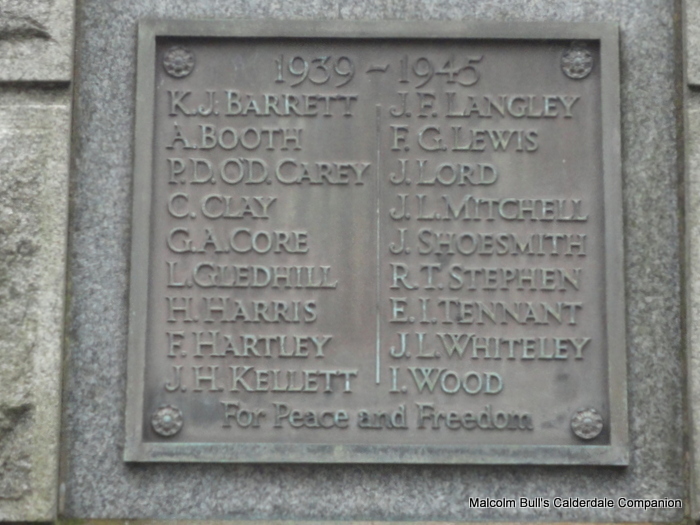 1939 ~ 1945
K. J. BARRETT
A. BOOTH
P. D. O'D. CAREY
C. CLAY
G. A. CORE
L. GLEDHILL
H. HARRIS
F. HARTLEY
J. H. KELLETT
J. F. LANGLEY
F. G. LEWIS
J. LORD
J. L. MITCHELL
J. SHOESMITH
R. T. STEPHEN
E. I. TENNANT
J. L. WHITELEY
I. WOOD
For Peace and Freedom
Malcolm Bull's Calderdale Companion